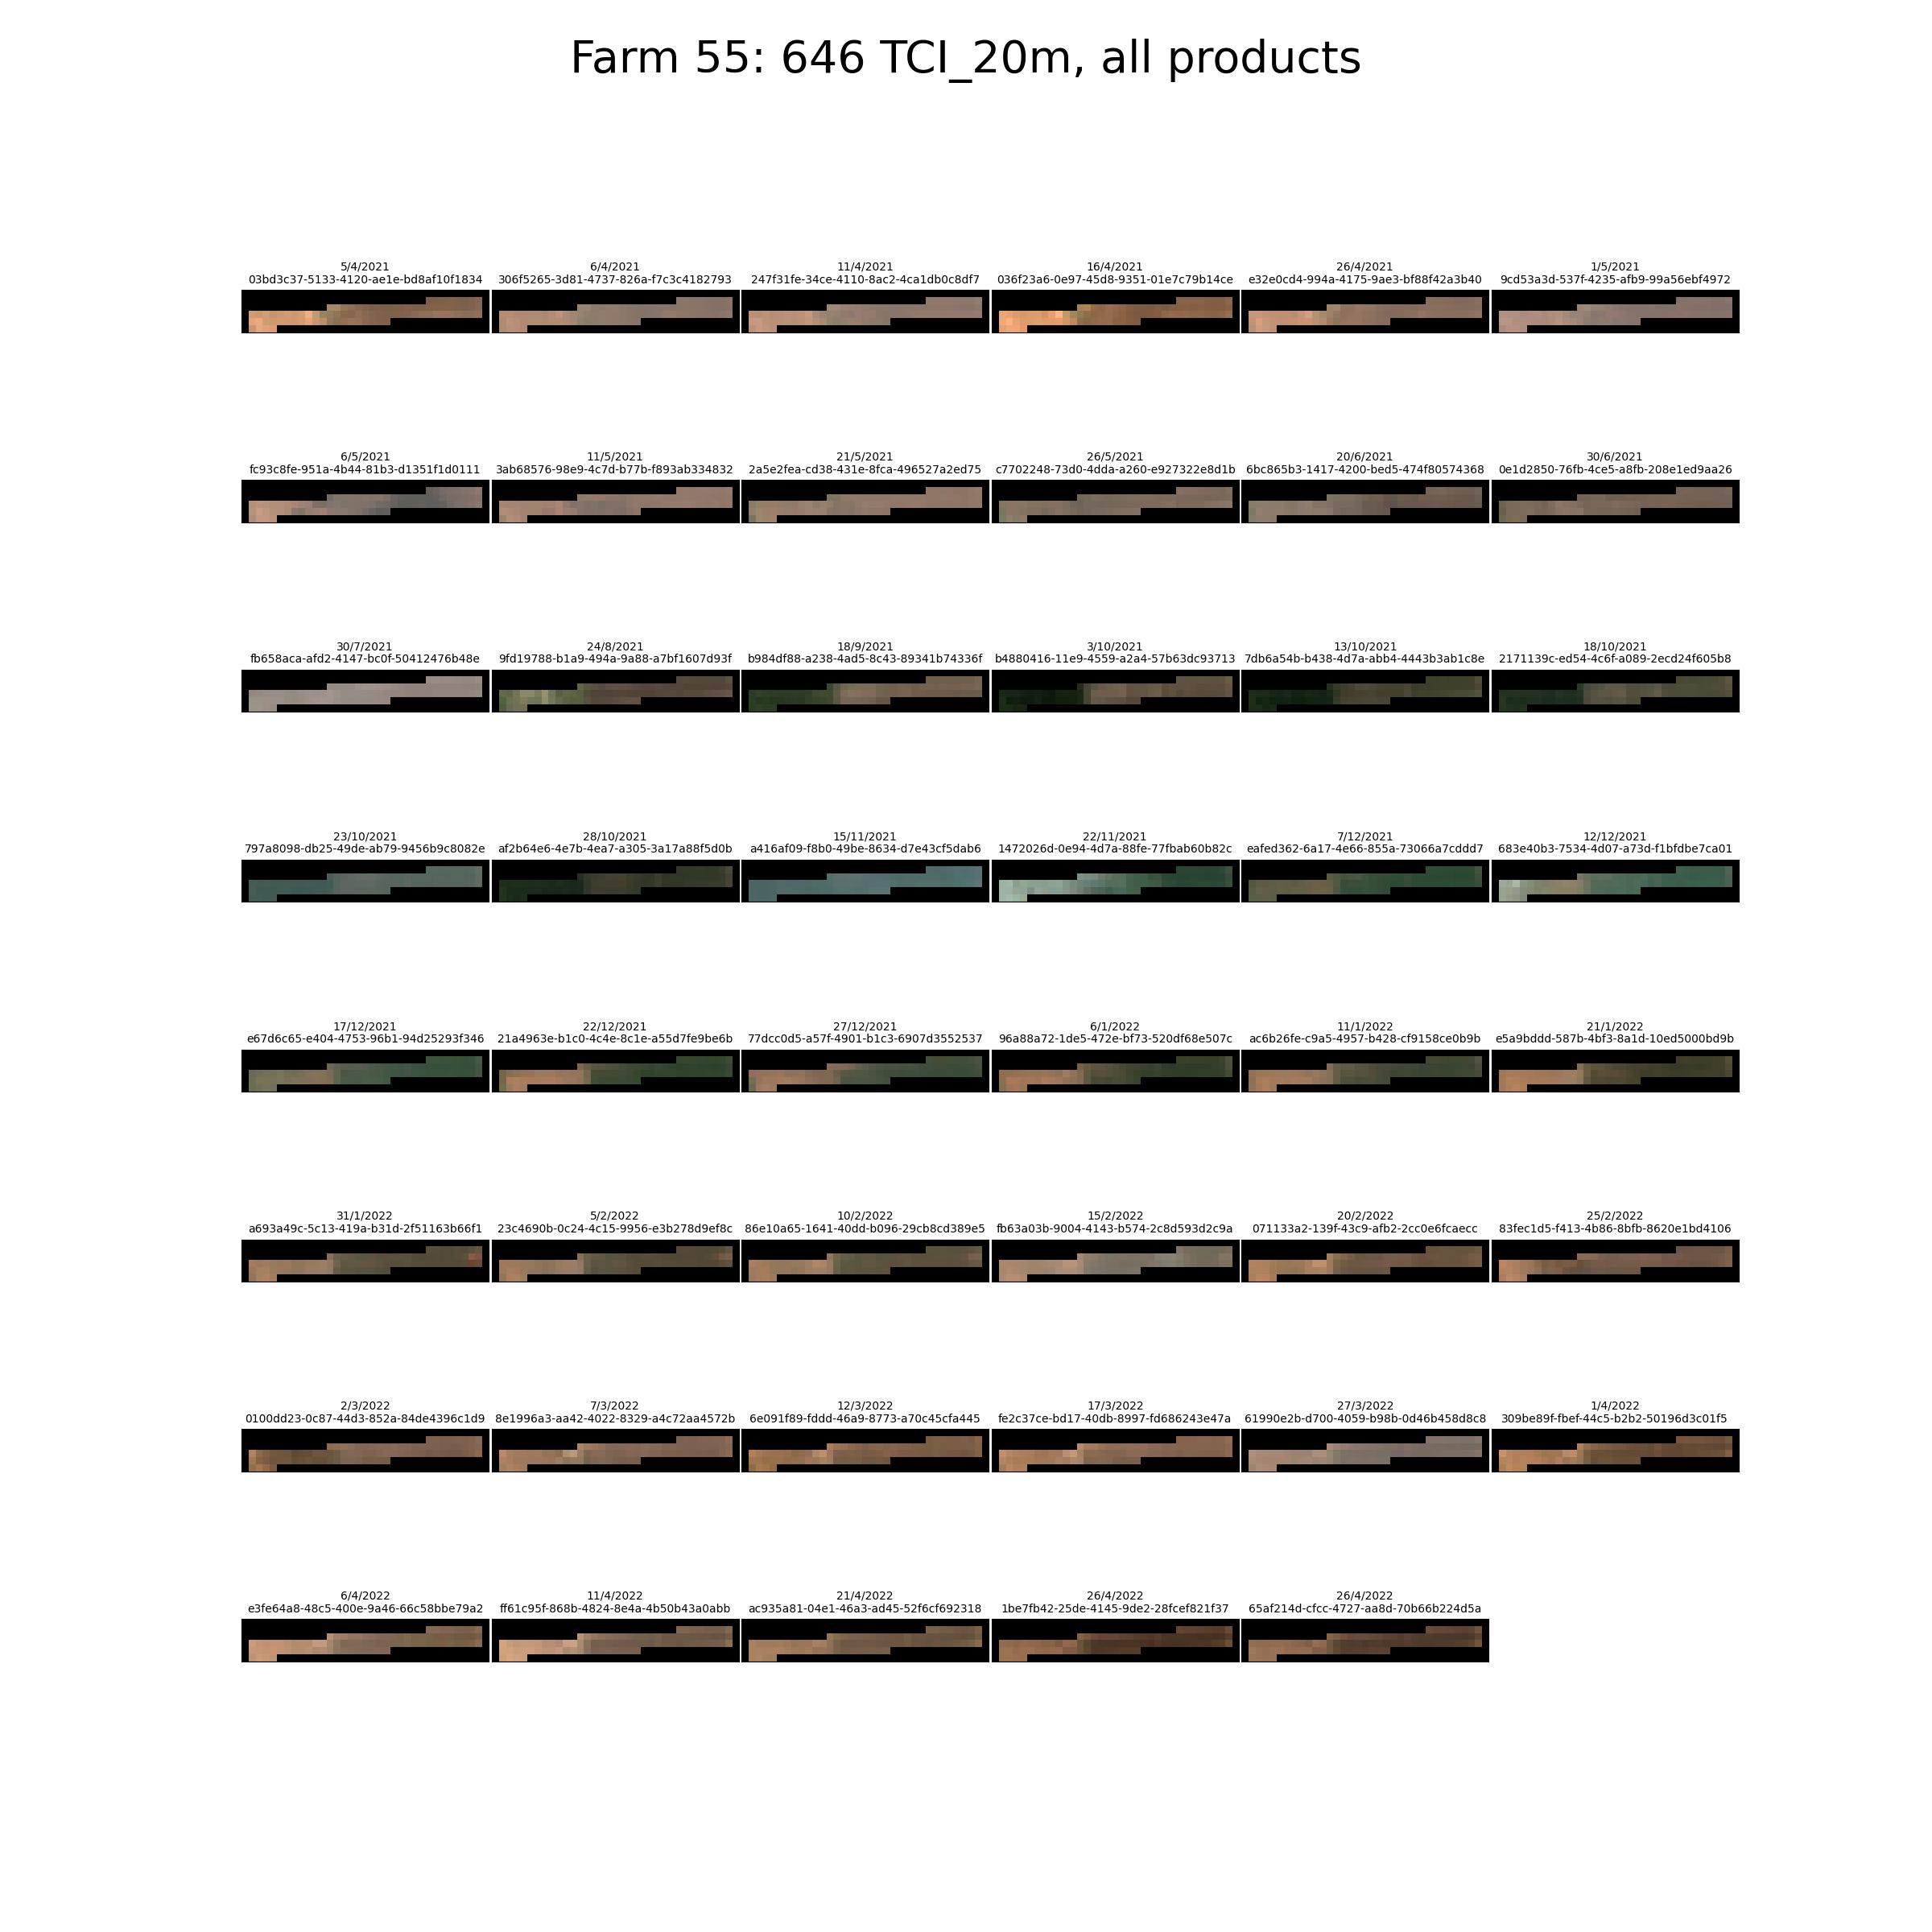 Farm 55: 646 TCI_20m, all products
5/4/2021
03bd3c37-5133-4120-ae1e-bd8af10f1834
6/4/2021
306f5265-3d81-4737-826a-f7c3c4182793
11/4/2021
247f31fe-34ce-4110-8ac2-4ca1db0c8df7
16/4/2021
036f23a6-0e97-45d8-9351-01e7c79b14ce
26/4/2021
e32e0cd4-994a-4175-9ae3-bf88f42a3b40
1/5/2021
9cd53a3d-537f-4235-afb9-99a56ebf4972
6/5/2021
fc93c8fe-951a-4b44-81b3-d1351f1d0111
11/5/2021
3ab68576-98e9-4c7d-b77b-f893ab334832
21/5/2021
2a5e2fea-cd38-431e-8fca-496527a2ed75
26/5/2021
c7702248-73d0-4dda-a260-e927322e8d1b
20/6/2021
6bc865b3-1417-4200-bed5-474f80574368
30/6/2021
0e1d2850-76fb-4ce5-a8fb-208e1ed9aa26
30/7/2021
fb658aca-afd2-4147-bc0f-50412476b48e
24/8/2021
9fd19788-b1a9-494a-9a88-a7bf1607d93f
18/9/2021
b984df88-a238-4ad5-8c43-89341b74336f
3/10/2021
b4880416-11e9-4559-a2a4-57b63dc93713
13/10/2021
7db6a54b-b438-4d7a-abb4-4443b3ab1c8e
18/10/2021
2171139c-ed54-4c6f-a089-2ecd24f605b8
23/10/2021
797a8098-db25-49de-ab79-9456b9c8082e
28/10/2021
af2b64e6-4e7b-4ea7-a305-3a17a88f5d0b
15/11/2021
a416af09-f8b0-49be-8634-d7e43cf5dab6
22/11/2021
1472026d-0e94-4d7a-88fe-77fbab60b82c
7/12/2021
eafed362-6a17-4e66-855a-73066a7cddd7
12/12/2021
683e40b3-7534-4d07-a73d-f1bfdbe7ca01
17/12/2021
e67d6c65-e404-4753-96b1-94d25293f346
22/12/2021
21a4963e-b1c0-4c4e-8c1e-a55d7fe9be6b
27/12/2021
77dcc0d5-a57f-4901-b1c3-6907d3552537
6/1/2022
96a88a72-1de5-472e-bf73-520df68e507c
11/1/2022
ac6b26fe-c9a5-4957-b428-cf9158ce0b9b
21/1/2022
e5a9bddd-587b-4bf3-8a1d-10ed5000bd9b
31/1/2022
a693a49c-5c13-419a-b31d-2f51163b66f1
5/2/2022
23c4690b-0c24-4c15-9956-e3b278d9ef8c
10/2/2022
86e10a65-1641-40dd-b096-29cb8cd389e5
15/2/2022
fb63a03b-9004-4143-b574-2c8d593d2c9a
20/2/2022
071133a2-139f-43c9-afb2-2cc0e6fcaecc
25/2/2022
83fec1d5-f413-4b86-8bfb-8620e1bd4106
2/3/2022
0100dd23-0c87-44d3-852a-84de4396c1d9
7/3/2022
8e1996a3-aa42-4022-8329-a4c72aa4572b
12/3/2022
6e091f89-fddd-46a9-8773-a70c45cfa445
17/3/2022
fe2c37ce-bd17-40db-8997-fd686243e47a
27/3/2022
61990e2b-d700-4059-b98b-0d46b458d8c8
1/4/2022
309be89f-fbef-44c5-b2b2-50196d3c01f5
6/4/2022
e3fe64a8-48c5-400e-9a46-66c58bbe79a2
11/4/2022
ff61c95f-868b-4824-8e4a-4b50b43a0abb
21/4/2022
ac935a81-04e1-46a3-ad45-52f6cf692318
26/4/2022
1be7fb42-25de-4145-9de2-28fcef821f37
26/4/2022
65af214d-cfcc-4727-aa8d-70b66b224d5a